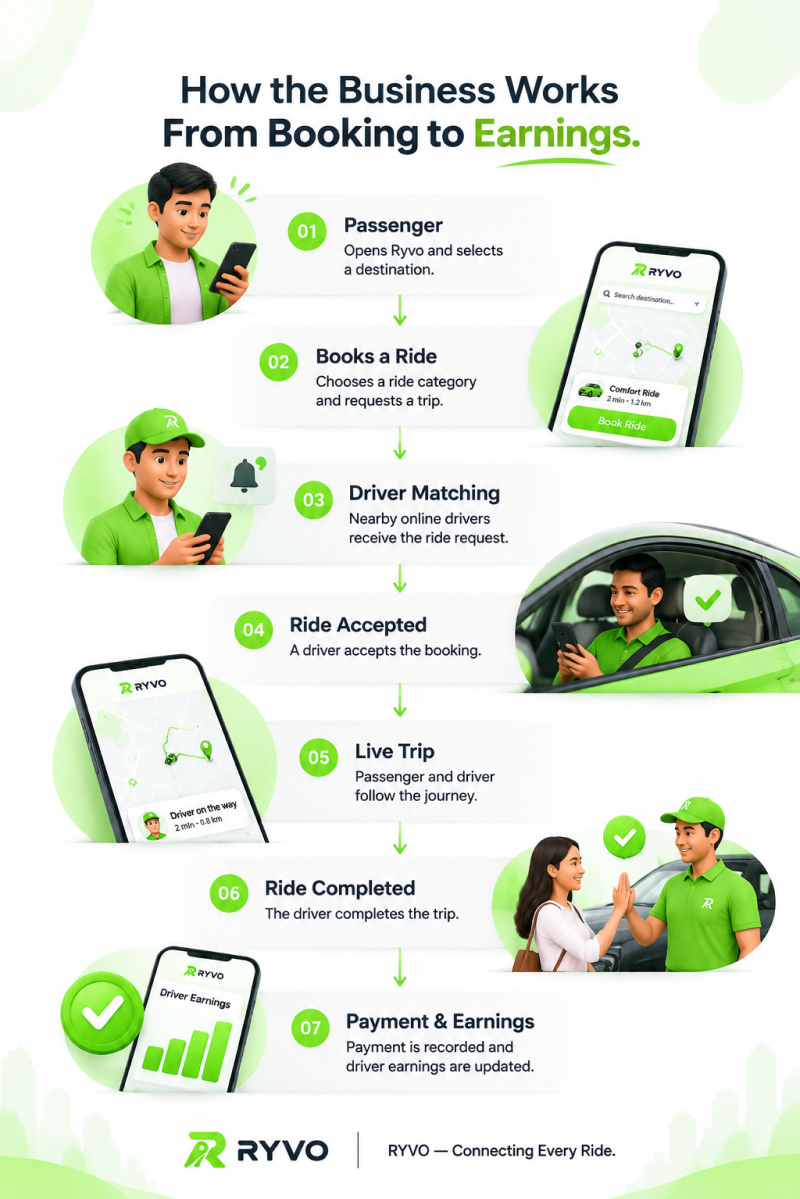 How the Business Works
From Booking to Earnings.
01
Passenger
Opens Ryvo and selects
a destination.
RYVO
Search destination...
Comfort Ride
2 min • 1.2 km
Book Ride
02
Books a Ride
Chooses a ride category
and requests a trip.
03
Driver Matching
Nearby online drivers
receive the ride request.
04
Ride Accepted
A driver accepts the booking.
RYVO
Driver on the way
2 min • 0.8 km
05
Live Trip
Passenger and driver
follow the journey.
06
Ride Completed
The driver completes the trip.
RYVO
Driver Earnings
07
Payment & Earnings
Payment is recorded and
driver earnings are updated.
RYVO
RYVO — Connecting Every Ride.